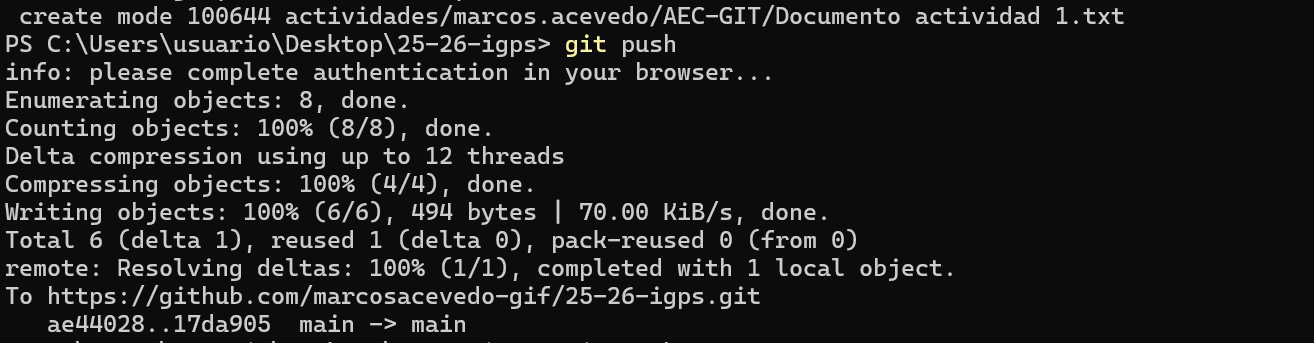 create mode 100644 actividades/marcos.acevedo/AEC-GIT/Documento actividad 1.txt
PS C:\Users\usuario\Desktop\25-26-igps> git push
info: please complete authentication in your browser...
Enumerating objects: 8, done.
Counting objects: 100% (8/8), done.
Delta compression using up to 12 threads
Compressing objects: 100% (4/4), done.
Writing objects: 100% (6/6), 494 bytes | 70.00 KiB/s, done.
Total 6 (delta 1), reused 1 (delta 0), pack-reused 0 (from 0)
remote: Resolving deltas: 100% (1/1), completed with 1 local object.
To https://github.com/marcosacevedo-gif/25-26-igps.git
   ae44028..17da905  main -> main